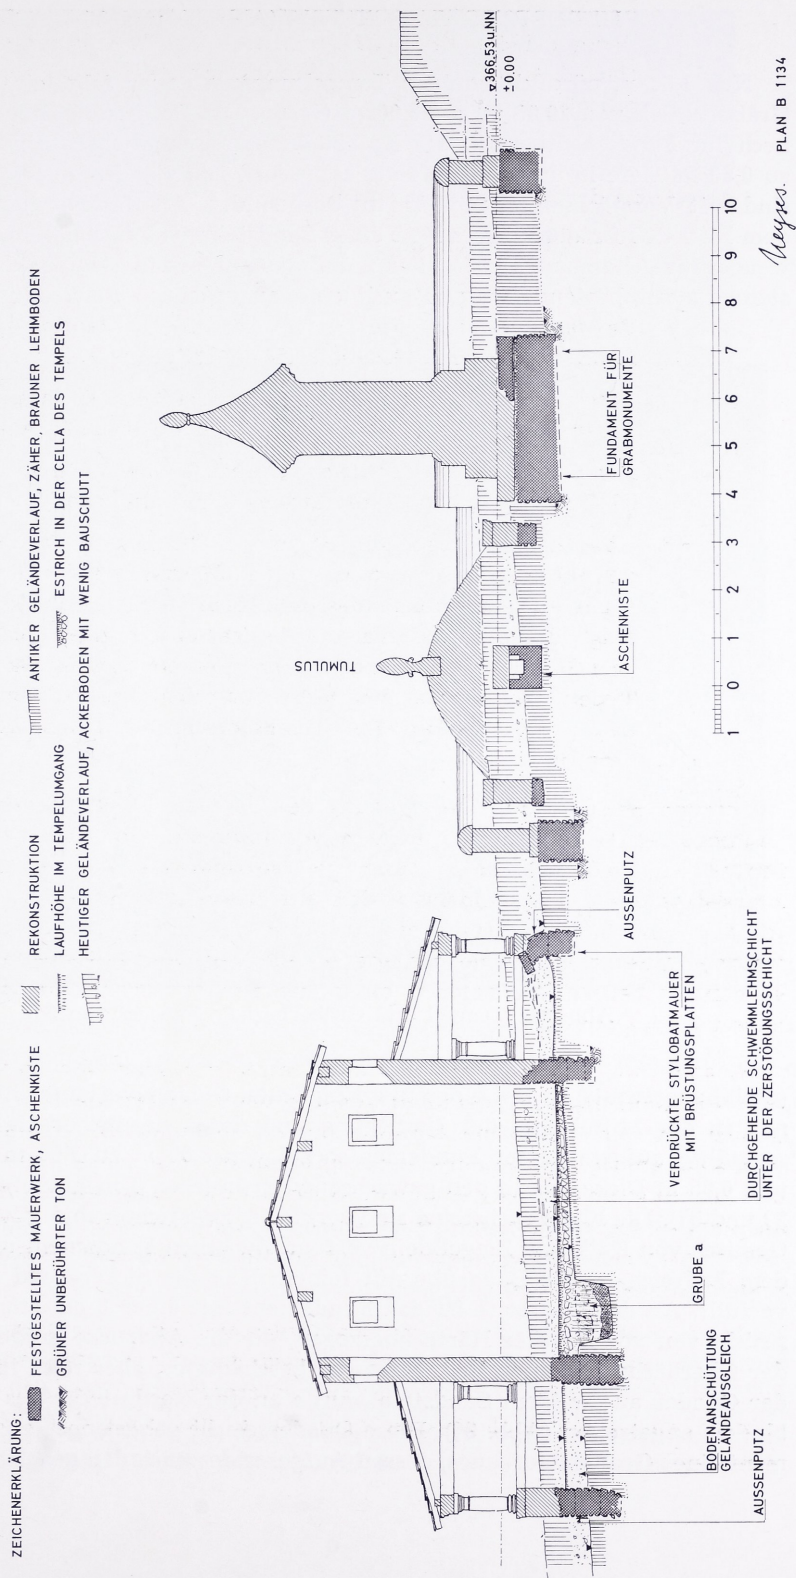 ZEICHENERKLÄRUNG:
FESTGESTELLTES MAUERWERK, ASCHENKISTE
GRÜNER UNBERÜHRTER TON
REKONSTRUKTION
LAUFHÖHE IM TEMPELUMGANG
HEUTIGER GELÄNDEVERLAUF, ACKERBODEN MIT WENIG BAUSCHUTT
ANTIKER GELÄNDEVERLAUF, ZÄHER, BRAUNER LEHMBODEN
ESTRICH IN DER CELLA DES TEMPELS
TUMULUS
366,53 ü.NN
±0.00
AUSSENPUTZ
BODENANSCHÜTTUNG
GELÄNDEAUSGLEICH
GRUBE a
DURCHGEHENDE SCHWEMMLEHMSCHICHT
UNTER DER ZERSTÖRUNGSSCHICHT
VERDRÜCKTE STYLOBATMAUER
MIT BRÜSTUNGSPLATTEN
AUSSENPUTZ
ASCHENKISTE
FUNDAMENT FÜR
GRABMONUMENTE
1 0 1 2 3 4 5 6 7 8 9 10
PLAN B 1134